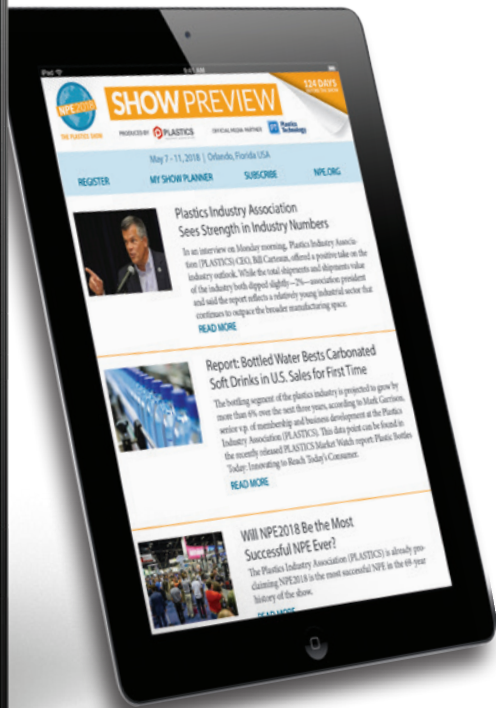 iPad
9:41 AM
NPE2018
THE PLASTICS SHOW
SHOW PREVIEW
124 DAYS
PRODUCED BY PLASTICS
OFFICIAL MEDIA PARTNER
PT Plastics Technology
May 7 - 11, 2018 | Orlando, Florida USA
REGISTER MY SHOW PLANNER SUBSCRIBE NPE.ORG
Plastics Industry Association
Sees Strength in Industry Numbers
In an interview on Monday morning, Plastics Industry Associa-
tion (PLASTICS) CEO, Bill Carteaux, offered a positive take on the
industry outlook. While the total shipments and shipments value
of the industry both dipped slightly—2%—association president
and said the report reflects a relatively young industrial sector that
continues to outpace the broader manufacturing space.
READ MORE
Report: Bottled Water Bests Carbonated
Soft Drinks in U.S. Sales for First Time
The bottling segment of the plastics industry is projected to grow by
more than 6% over the next three years, according to Mark Garrison,
senior v.p. of membership and business development at the Plastics
Industry Association (PLASTICS). This data point can be found in
the recently released PLASTICS Market Watch report: Plastic Bottles
Today: Innovating to Reach Today's Consumer.
READ MORE
Will NPE2018 Be the Most
Successful NPE Ever?
The Plastics Industry Association (PLASTICS) is already pro-
claiming NPE2018 is the most successful NPE in the 69-year
history of the show.
READ MORE